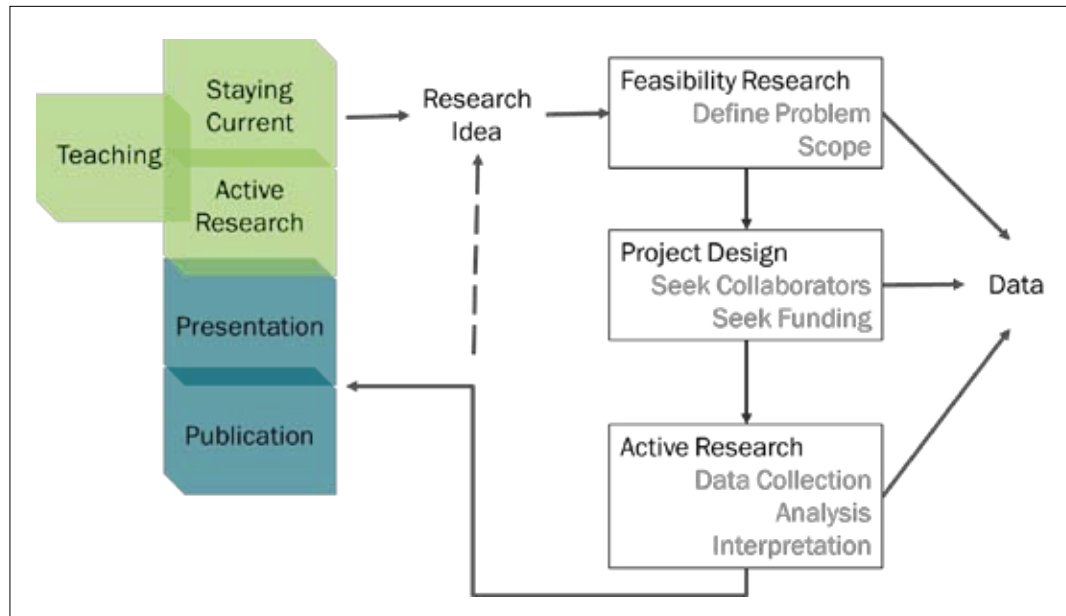 Staying
Current
Teaching
Active
Research
Presentation
Publication
Research
Idea
Feasibility Research
Define Problem
Scope
Project Design
Seek Collaborators
Seek Funding
Active Research
Data Collection
Analysis
Interpretation
Data